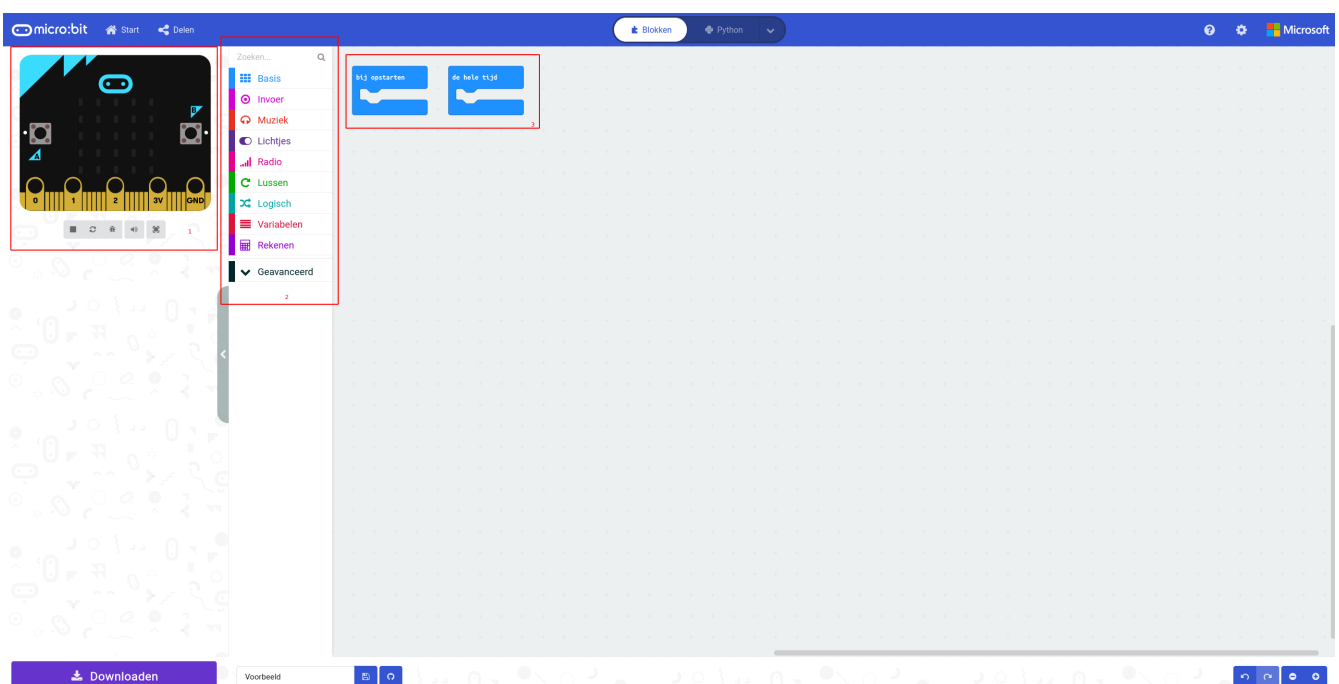 micro:bit Start Delen Blokken Python Microsoft
Zoeken...
Basis
Invoer
Muziek
Lichtjes
Radio
Lussen
Logisch
Variabelen
Rekenen
Geavanceerd
2
B
A
0 1 2 3V GND
1
bij opstarten de hele tijd
3
Downloaden Voorbeeld